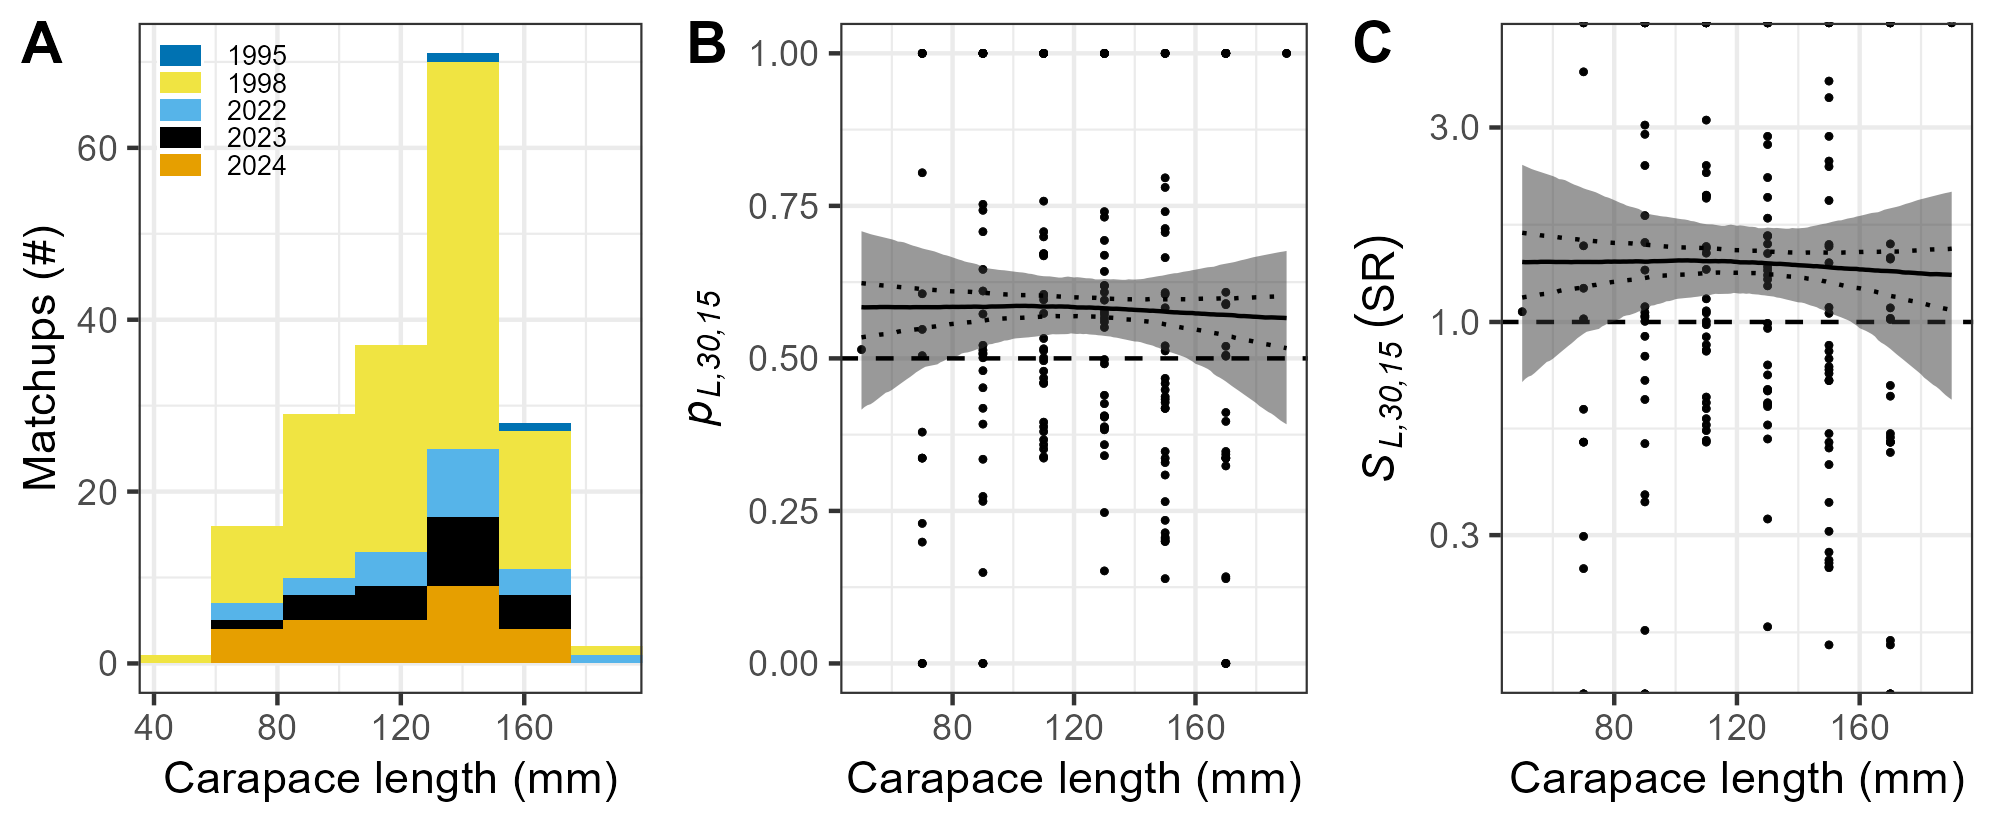 A
1995
1998
2022
2023
2024
60
40
20
0
Matchups (#)
40 80 120 160
Carapace length (mm)
B
1.00
0.75
0.50
0.25
0.00
pL,30,15
80 120 160
Carapace length (mm)
C
3.0
1.0
0.3
SL,30,15 (SR)
80 120 160
Carapace length (mm)